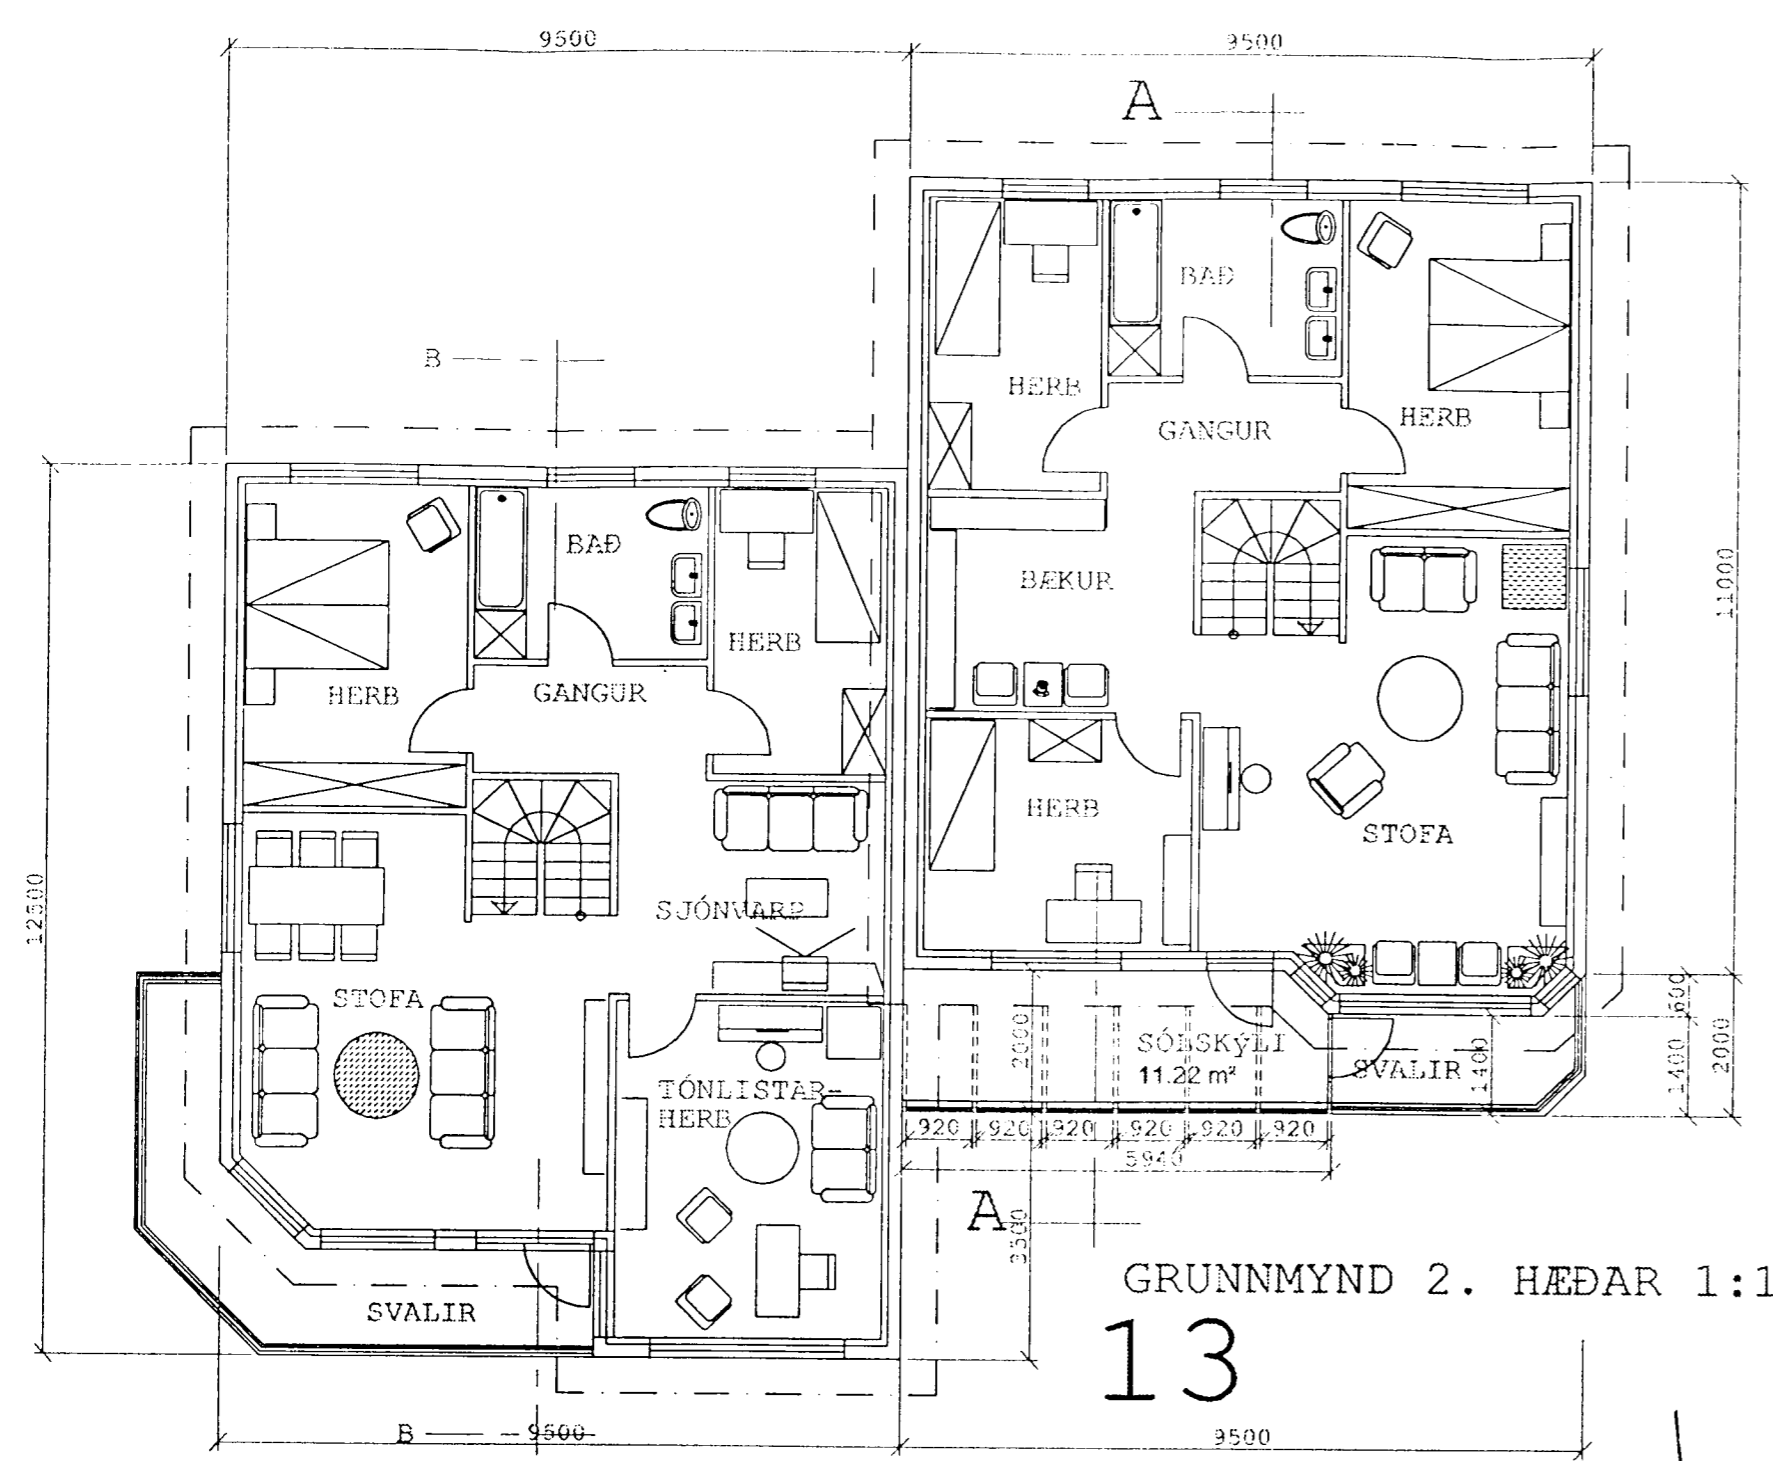 9500
9500
A
B
BAÐ
HERB
HERB
GANGUR
BAÐ
BÆKUR
11000
HERB
HERB
GANGUR
HERB
STOFA
12500
SJÓNVARP
STOFA
TÓNLISTAR-
HERB
2000
SÓLSKÝLI
11.22 m²
SVALIR
1400
600
1400
2000
920
920
920
920
920
920
5940
A
3500
SVALIR
GRUNNMYND 2. HÆÐAR 1:1
13
B
9500
9500